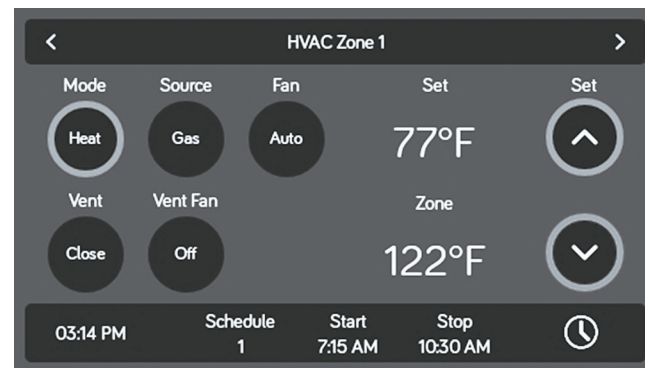 HVAC Zone 1
Mode Source Fan Set Set
Heat Gas Auto 77°F
Vent Vent Fan Zone
Close Off 122°F
03:14 PM Schedule Start Stop
1 7:15 AM 10:30 AM